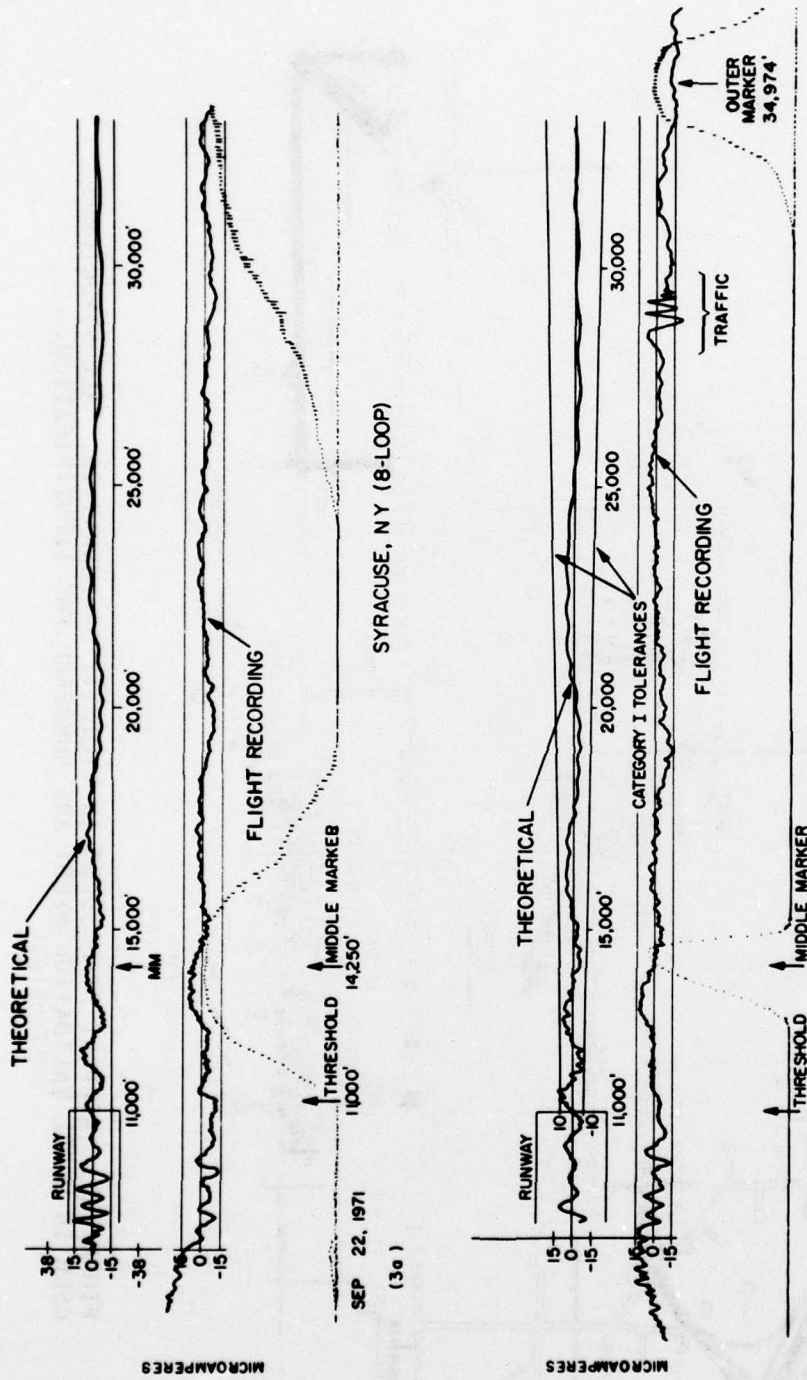 THEORETICAL
RUNWAY
MICROAMPERES
38
15
0
-15
-38
11,000'
15,000'
MM
20,000'
25,000'
30,000'
15
0
-15
FLIGHT RECORDING
THRESHOLD
11,000'
MIDDLE MARKER
14,250'
SEP 22, 1971
(3a)
SYRACUSE, NY (8-LOOP)
THEORETICAL
RUNWAY
MICROAMPERES
15
0
-15
10
-10
11,000'
15,000'
20,000
25,000
30,000
CATEGORY I TOLERANCES
15
0
-15
FLIGHT RECORDING
TRAFFIC
OUTER
MARKER
34,974'
THRESHOLD
MIDDLE MARKER